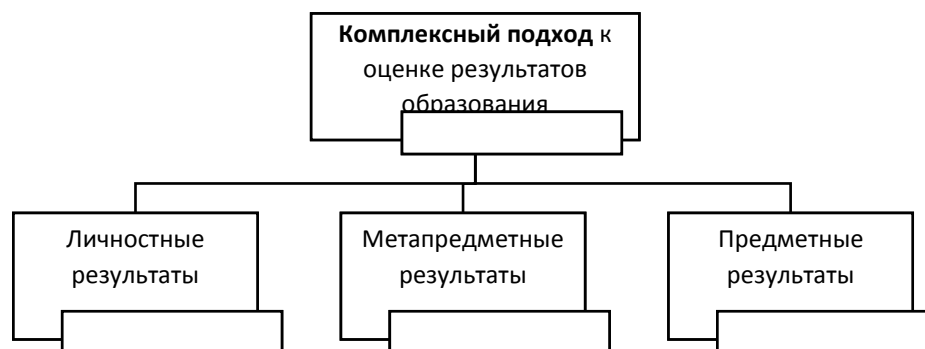 Комплексный подход к
оценке результатов
образования
Личностные
результаты
Метапредметные
результаты
Предметные
результаты